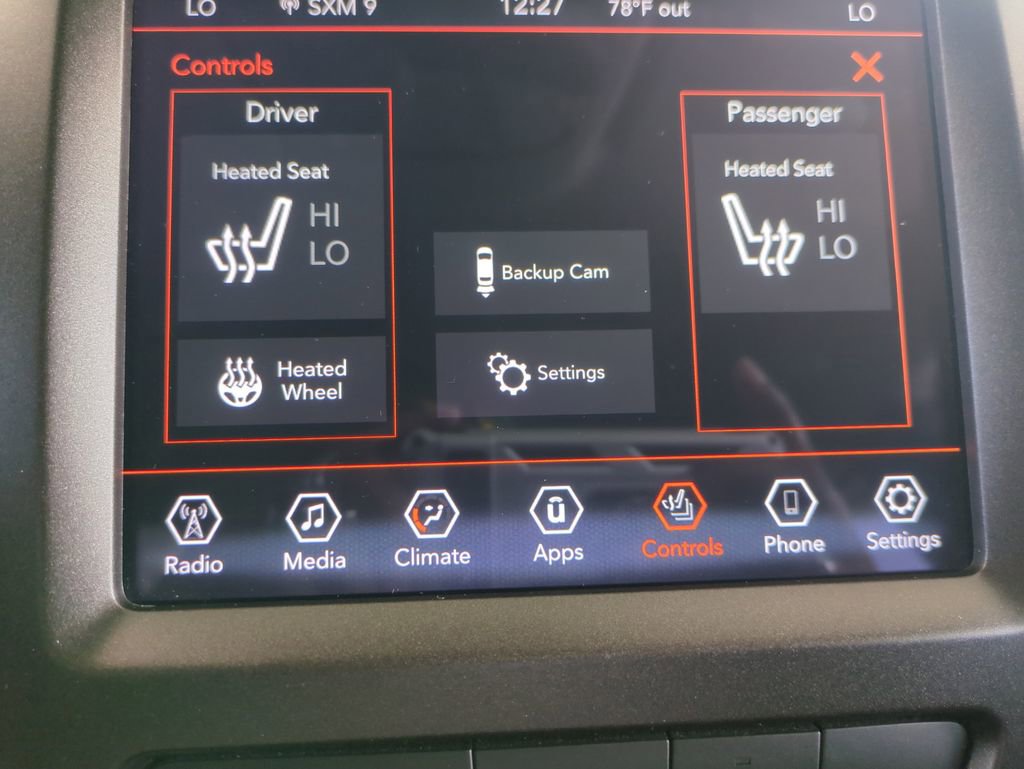 LO SXM 9 12:27 78°F out LO
Controls
Driver
Heated Seat
HI
LO
Heated
Wheel
Backup Cam
Settings
Passenger
Heated Seat
HI
LO
Radio Media Climate Apps Controls Phone Settings